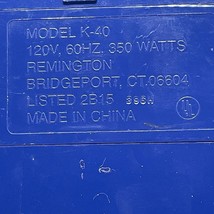 MODEL K-40
120V, 60HZ, 350 WATTS
REMINGTON
BRIDGEPORT, CT.06604
LISTED 2B15
MADE IN CHINA